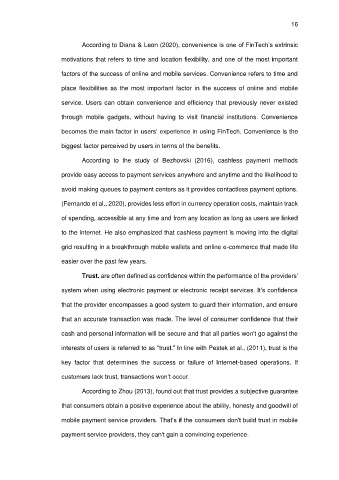 16
According to Diana & Leon (2020), convenience is one of FinTech's extrinsic
motivations that refers to time and location flexibility, and one of the most important
factors of the success of online and mobile services. Convenience refers to time and
place flexibilities as the most important factor in the success of online and mobile
service. Users can obtain convenience and efficiency that previously never existed
through mobile gadgets, without having to visit financial institutions. Convenience
becomes the main factor in users' experience in using FinTech. Convenience is the
biggest factor perceived by users in terms of the benefits.
According to the study of Bezhovski (2016), cashless payment methods
provide easy access to payment services anywhere and anytime and the likelihood to
avoid making queues to payment centers as it provides contactless payment options.
(Fernando et al., 2020), provides less effort in currency operation costs, maintain track
of spending, accessible at any time and from any location as long as users are linked
to the internet. He also emphasized that cashless payment is moving into the digital
grid resulting in a breakthrough mobile wallets and online e-commerce that made life
easier over the past few years.
Trust. are often defined as confidence within the performance of the providers'
system when using electronic payment or electronic receipt services. It's confidence
that the provider encompasses a good system to guard their information, and ensure
that an accurate transaction was made. The level of consumer confidence that their
cash and personal information will be secure and that all parties won't go against the
interests of users is referred to as "trust." In line with Pestek et al., (2011), trust is the
key factor that determines the success or failure of Internet-based operations. If
customers lack trust, transactions won't occur.
According to Zhou (2013), found out that trust provides a subjective guarantee
that consumers obtain a positive experience about the ability, honesty and goodwill of
mobile payment service providers. That's if the consumers don't build trust in mobile
payment service providers, they can't gain a convincing experience.